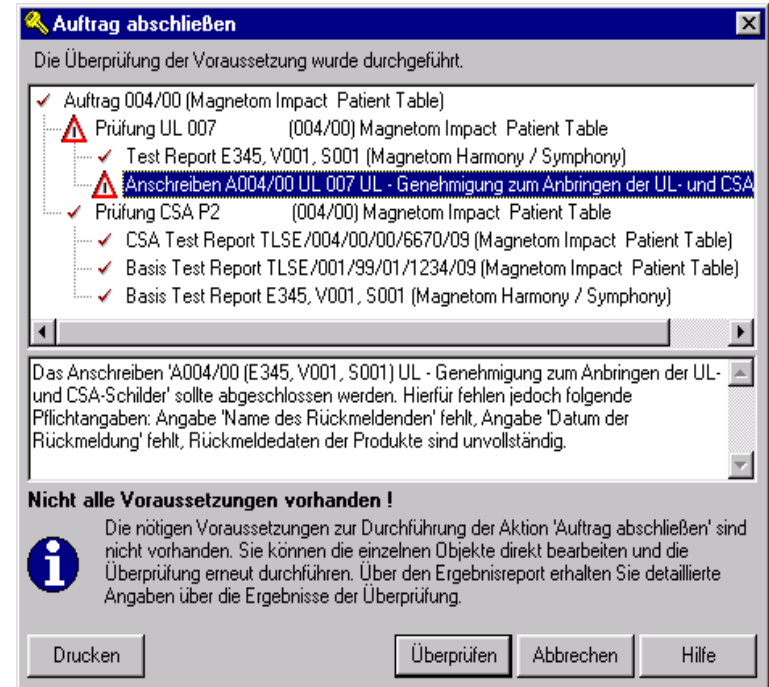 Auftrag abschließen
Die Überprüfung der Voraussetzung wurde durchgeführt.
Auftrag 004/00 (Magnetom Impact Patient Table)
Prüfung UL 007 (004/00) Magnetom Impact Patient Table
Test Report E345, V001, S001 (Magnetom Harmony / Symphony)
Anschreiben A004/00 UL 007 UL - Genehmigung zum Anbringen der UL- und CSA
Prüfung CSA P2 (004/00) Magnetom Impact Patient Table
CSA Test Report TLSE/004/00/00/6670/09 (Magnetom Impact Patient Table)
Basis Test Report TLSE/001/99/01/1234/09 (Magnetom Impact Patient Table)
Basis Test Report E345, V001, S001 (Magnetom Harmony / Symphony)
Das Anschreiben 'A004/00 (E345, V001, S001) UL - Genehmigung zum Anbringen der UL-
und CSA-Schilder' sollte abgeschlossen werden. Hierfür fehlen jedoch folgende
Pflichtangaben: Angabe 'Name des Rückmeldenden' fehlt, Angabe 'Datum der
Rückmeldung' fehlt, Rückmeldedaten der Produkte sind unvollständig.
Nicht alle Voraussetzungen vorhanden !
Die nötigen Voraussetzungen zur Durchführung der Aktion 'Auftrag abschließen' sind
nicht vorhanden. Sie können die einzelnen Objekte direkt bearbeiten und die
Überprüfung erneut durchführen. Über den Ergebnisreport erhalten Sie detaillierte
Angaben über die Ergebnisse der Überprüfung.
Drucken Überprüfen Abbrechen Hilfe